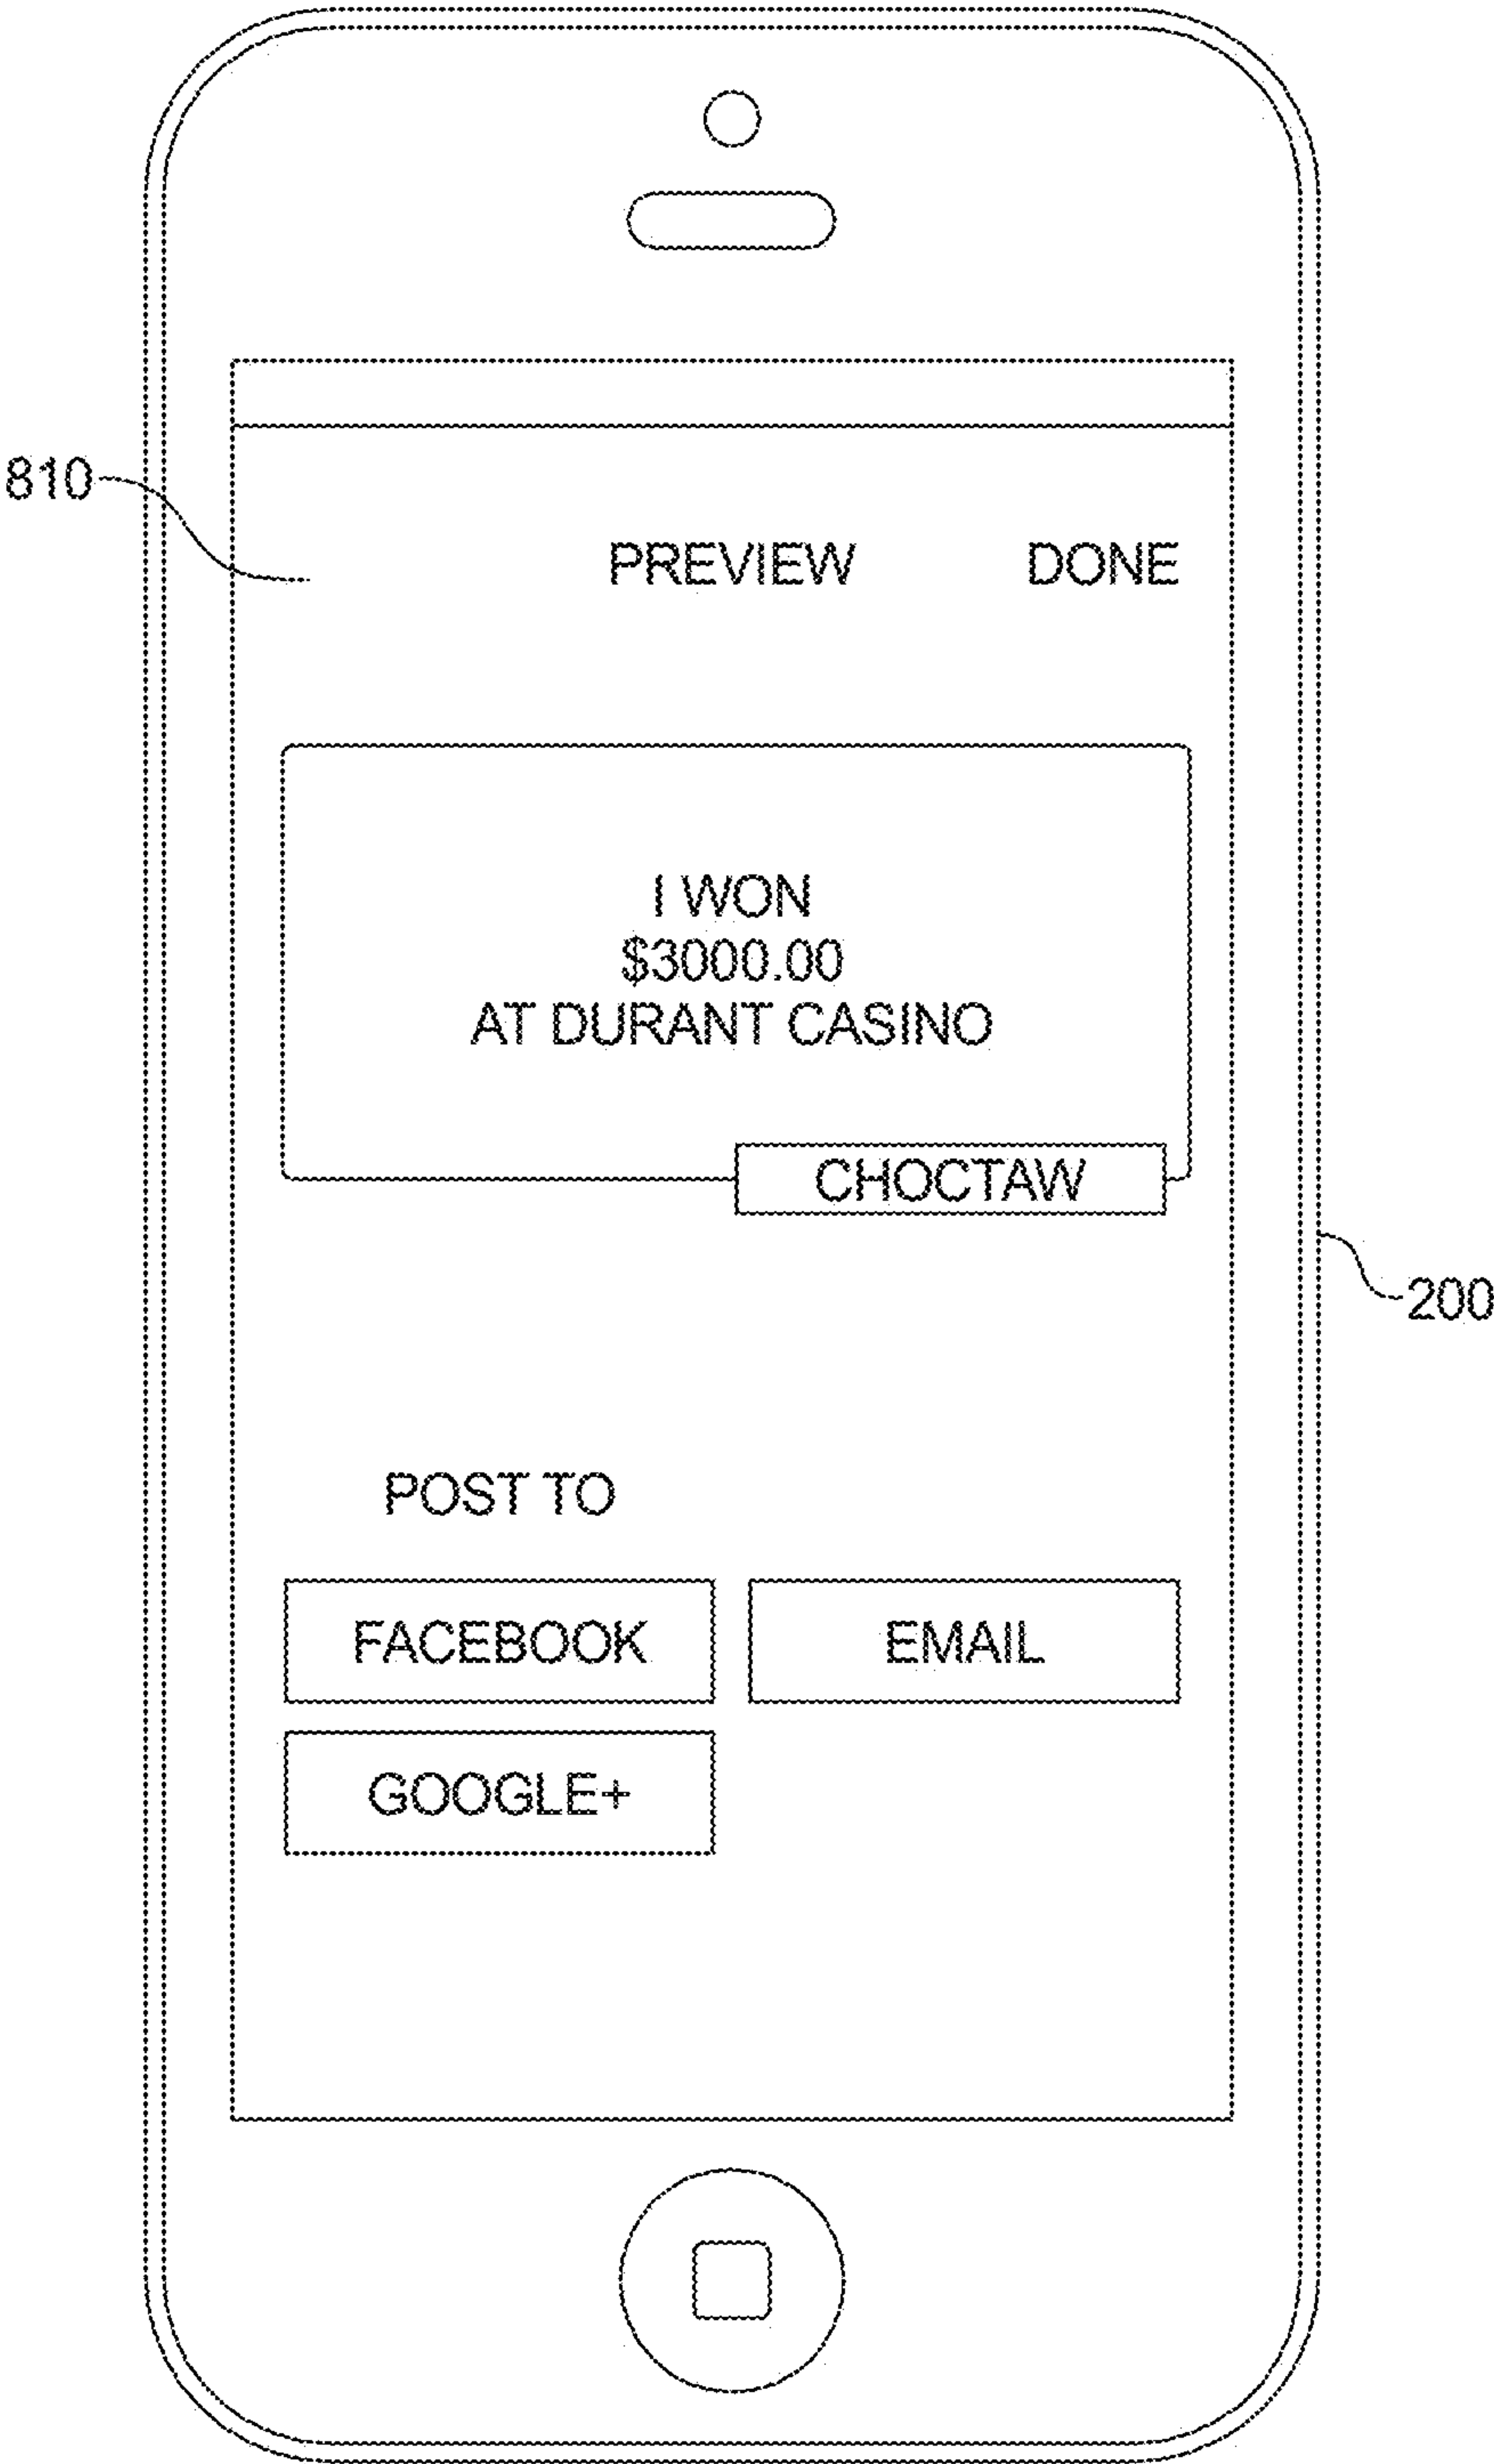 810
PREVIEW DONE
I WON
$3000.00
AT DURANT CASINO
CHOCTAW
200
POST TO
FACEBOOK EMAIL
GOOGLE+